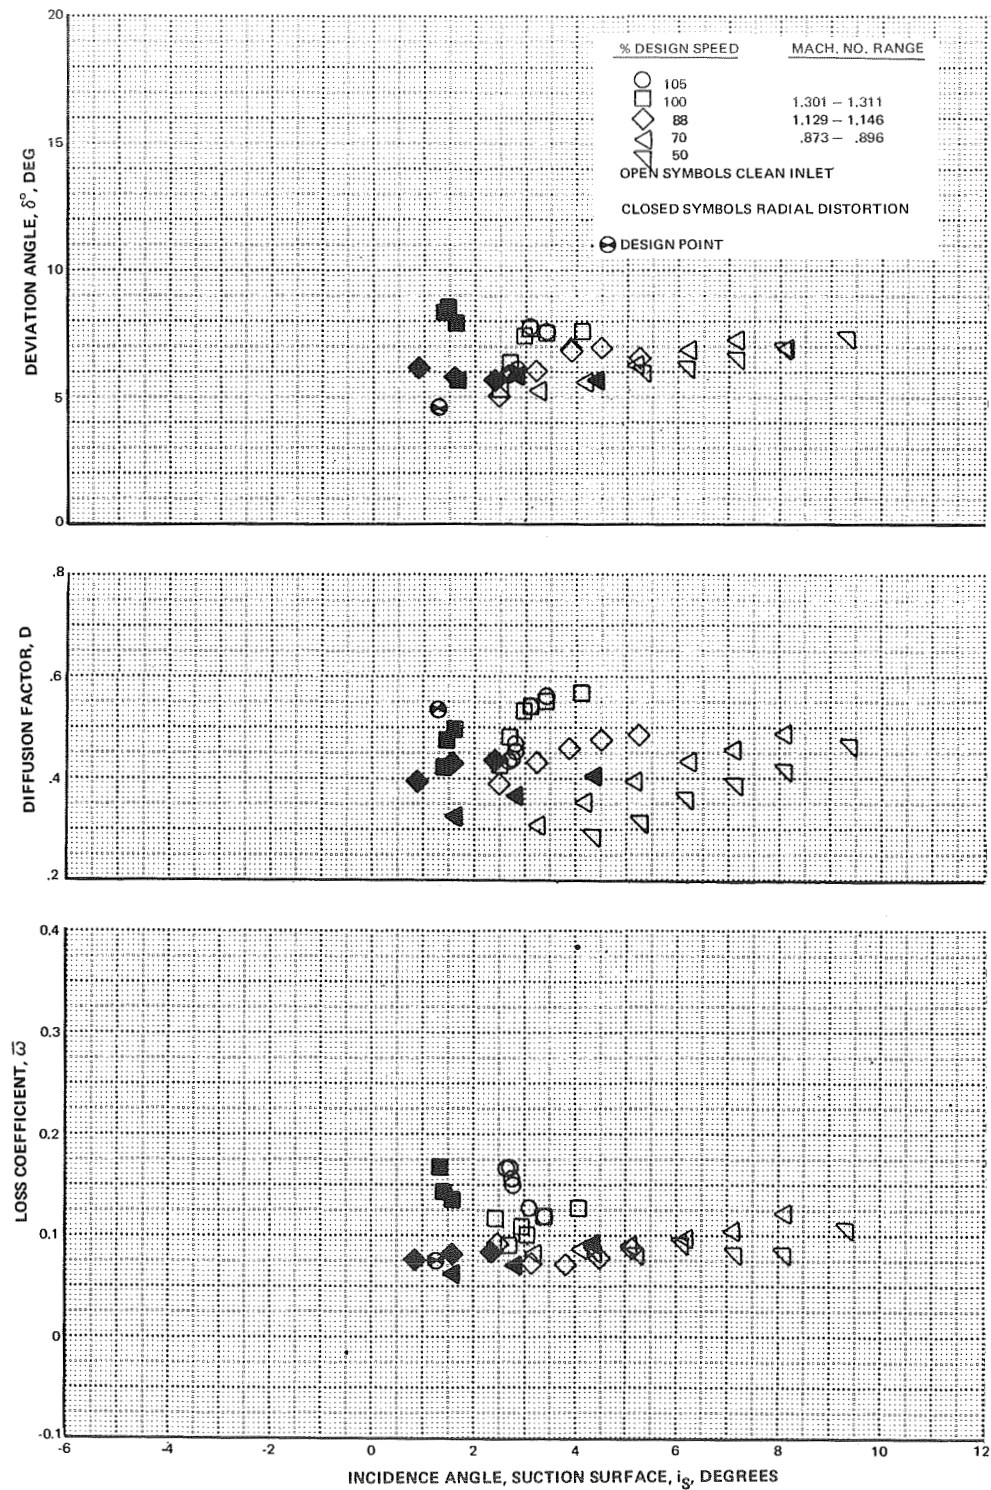 20
15
10
5
0
DEVIATION ANGLE, δ°, DEG
% DESIGN SPEED MACH. NO. RANGE
105
100 1.301 – 1.311
88 1.129 – 1.146
70 .873 – .896
50
OPEN SYMBOLS CLEAN INLET
CLOSED SYMBOLS RADIAL DISTORTION
DESIGN POINT
.8
.6
.4
.2
DIFFUSION FACTOR, D
0.4
0.3
0.2
0.1
0
-0.1
LOSS COEFFICIENT, ω̅
-6 -4 -2 0 2 4 6 8 10 12
INCIDENCE ANGLE, SUCTION SURFACE, iS, DEGREES